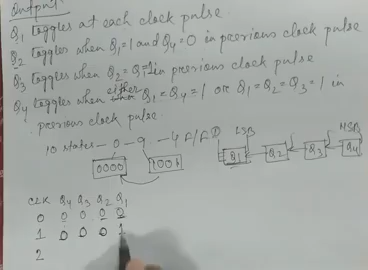 Output:
Q1 toggles at each clock pulse.
Q2 toggles when Q1=1 and Q4=0 in previous clock pulse
Q3 toggles when Q2=Q1=1 in previous clock pulse
either
Q4 toggles when Q1=Q4=1 or Q1=Q2=Q3=1 in
previous clock pulse.
10 states - 0-9 - 4 F/F
LSB MSB
0000 1001 Q1 Q2 Q3 Q4
CLK Q4 Q3 Q2 Q1
0 0 0 0 0
1 0 0 0 1
2